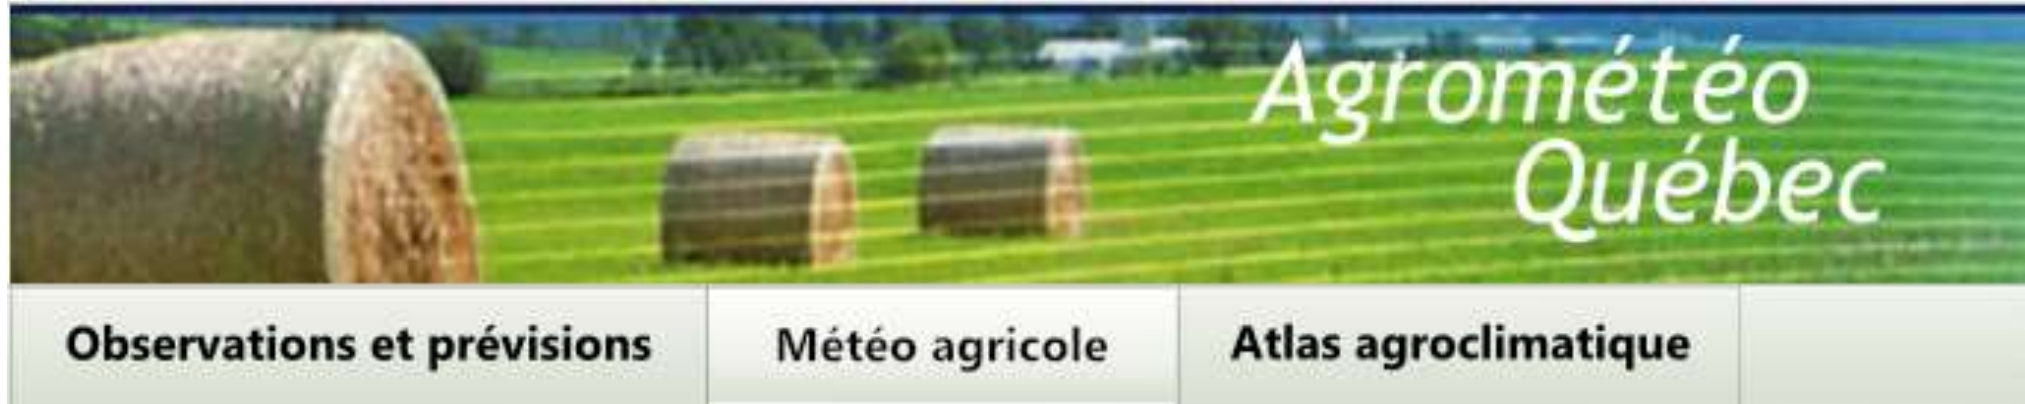 Agrométéo
Québec
Observations et prévisions
Météo agricole
Atlas agroclimatique